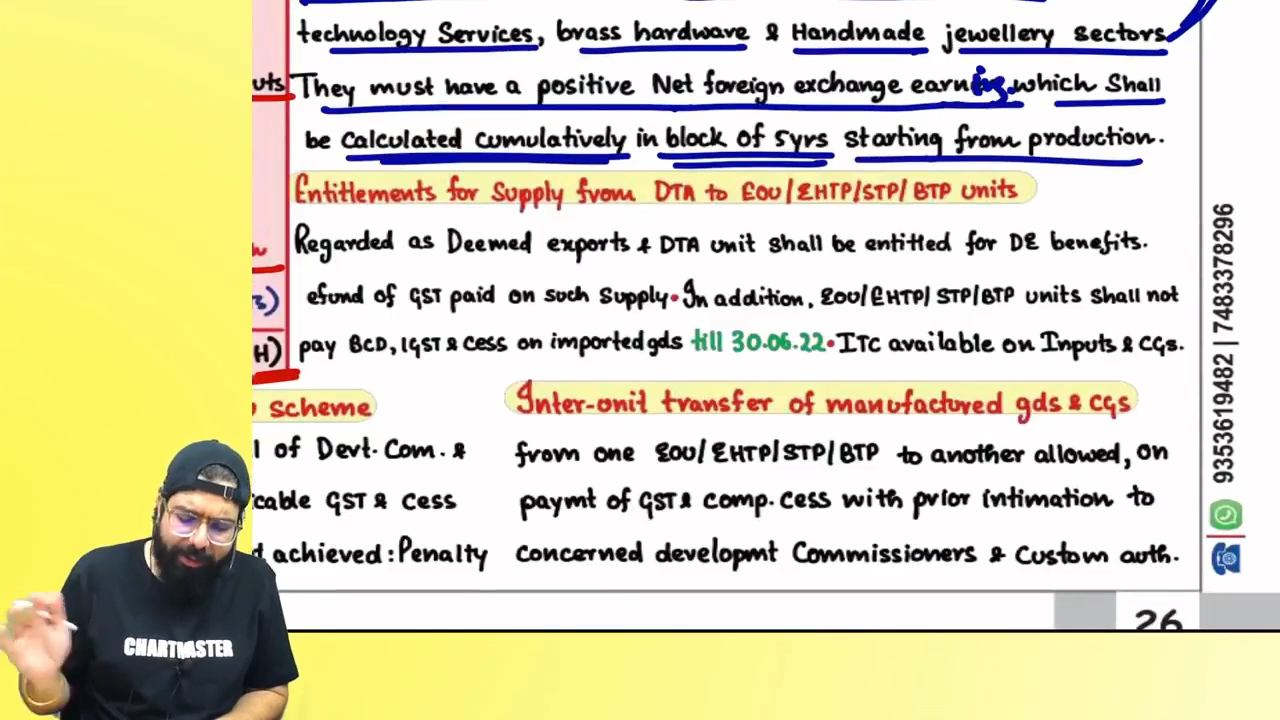 technology Services, brass hardware & Handmade jewellery sectors
uts They must have a positive Net foreign exchange earning. which Shall
be calculated cumulatively in block of 5yrs starting from production.
Entitlements for Supply from DTA to EOU/EHTP/STP/BTP units
Regarded as Deemed exports & DTA unit shall be entitled for DE benefits.
efund of GST paid on such Supply • In addition, EOU/EHTP/STP/BTP units shall not
pay BCD, IGST & cess on imported gds till 30.06.22 • ITC available on Inputs & CGs.
H)
scheme
l of Devt. Com. &
cable GST & Cess
achieved : Penalty
Inter-unit transfer of manufactured gds & CGs
from one EOU/EHTP/STP/BTP to another allowed, on
paymt of GST & comp. cess with prior intimation to
concerned developmt Commissioners & Custom auth.
26
9353619482 | 7483378296
CHARTMASTER